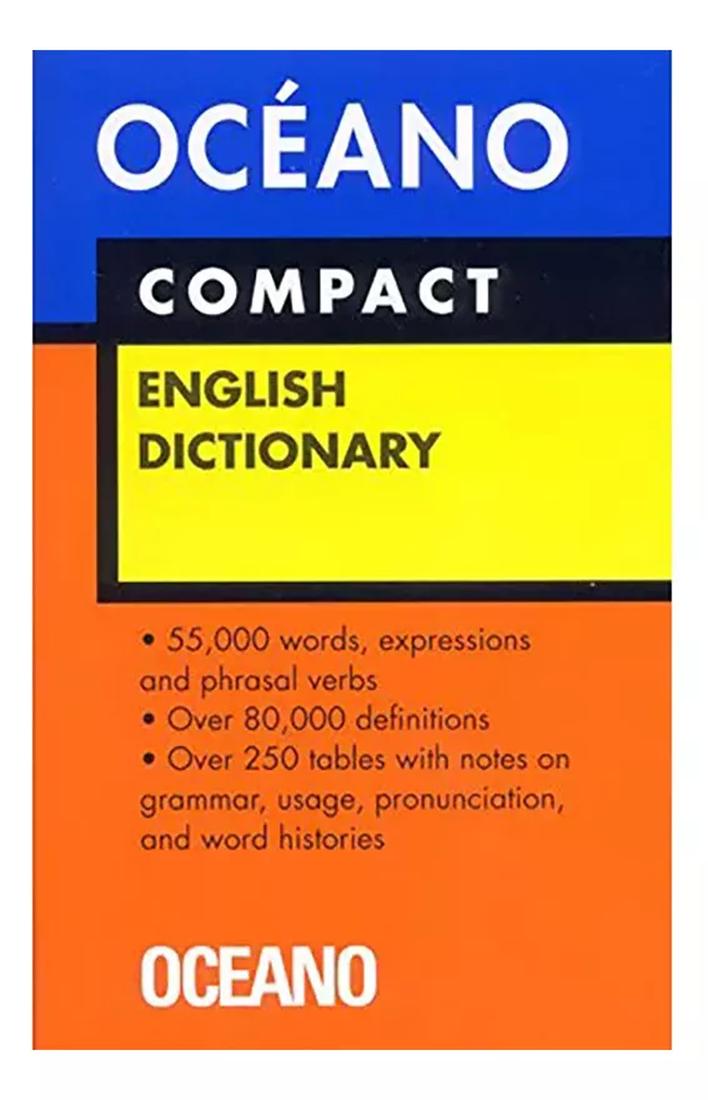 OCÉANO
COMPACT
ENGLISH
DICTIONARY
• 55,000 words, expressions
and phrasal verbs
• Over 80,000 definitions
• Over 250 tables with notes on
grammar, usage, pronunciation,
and word histories
OCEANO